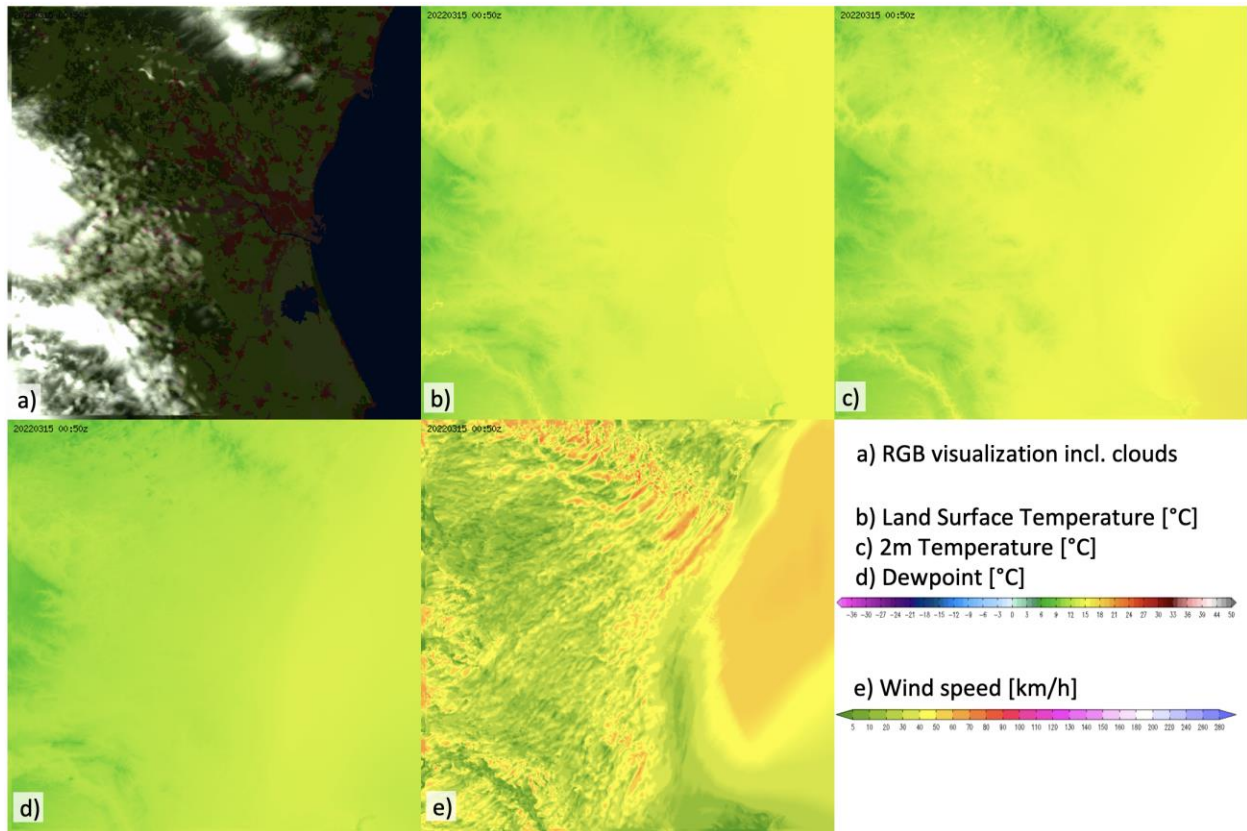 20220315 00:50z
20220315 00:50z
a)
b)
c)
20220315 00:50z
20220315 00:50z
d)
e)
a) RGB visualization incl. clouds
b) Land Surface Temperature [°C]
c) 2m Temperature [°C]
d) Dewpoint [°C]
-30 -27 -24 -21 -18 -15 -12 -9 -6 -3 0 3 6 9 12 15 18 21 24 27 30 33 36 44 50
e) Wind speed [km/h]
5 10 20 30 40 50 60 70 80 90 100 110 120 130 140 150 160 170 180 200 220 240 260 280